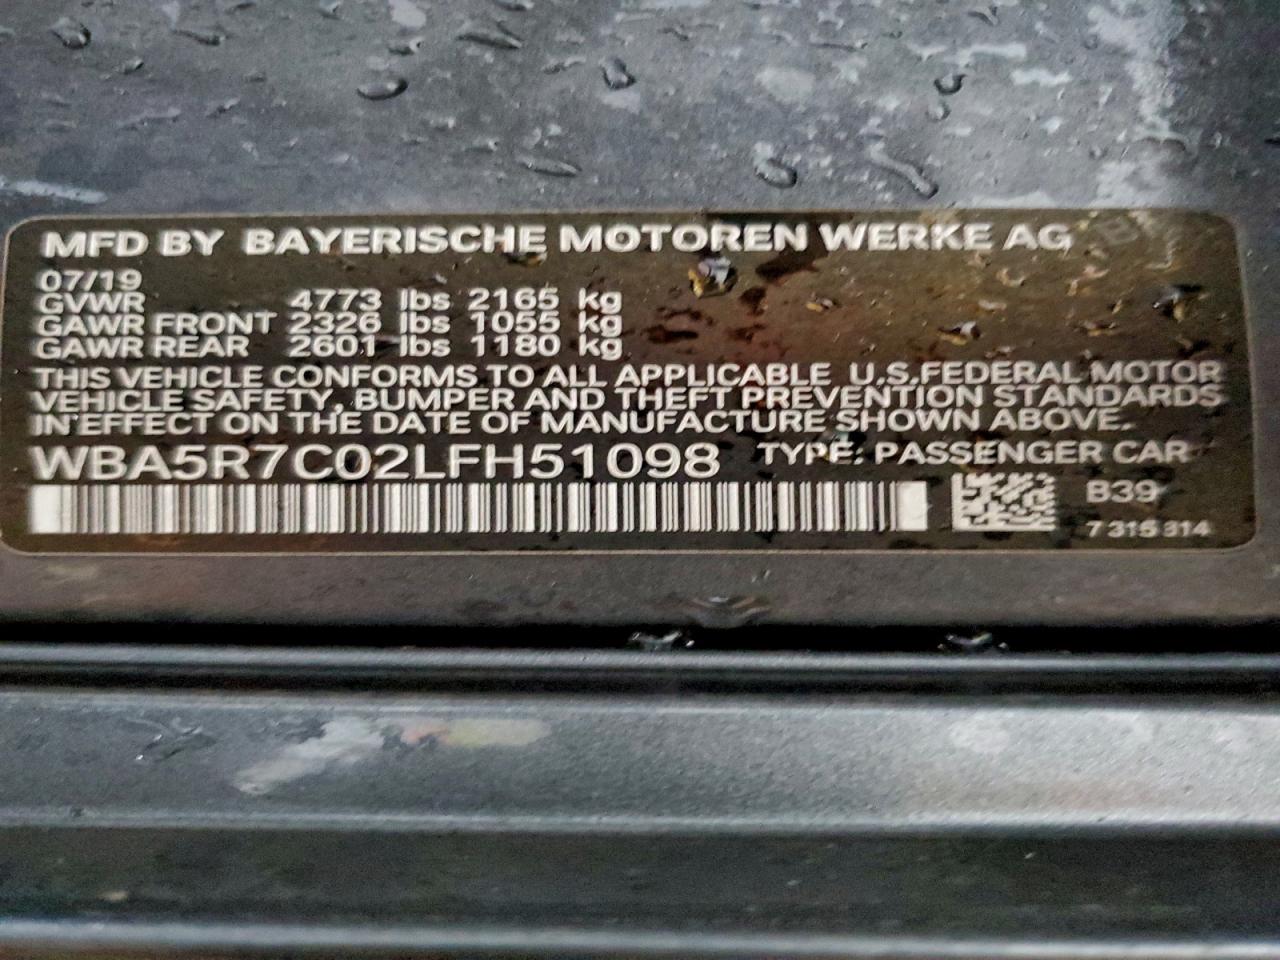 MFD BY BAYERISCHE MOTOREN WERKE AG
07/19
GVWR 4773 lbs 2165 kg
GAWR FRONT 2326 lbs 1055 kg
GAWR REAR 2601 lbs 1180 kg
THIS VEHICLE CONFORMS TO ALL APPLICABLE U.S.FEDERAL MOTOR
VEHICLE SAFETY, BUMPER AND THEFT PREVENTION STANDARDS
IN EFFECT ON THE DATE OF MANUFACTURE SHOWN ABOVE.
WBA5R7C02LFH51098 TYPE: PASSENGER CAR
B39
7 315 314